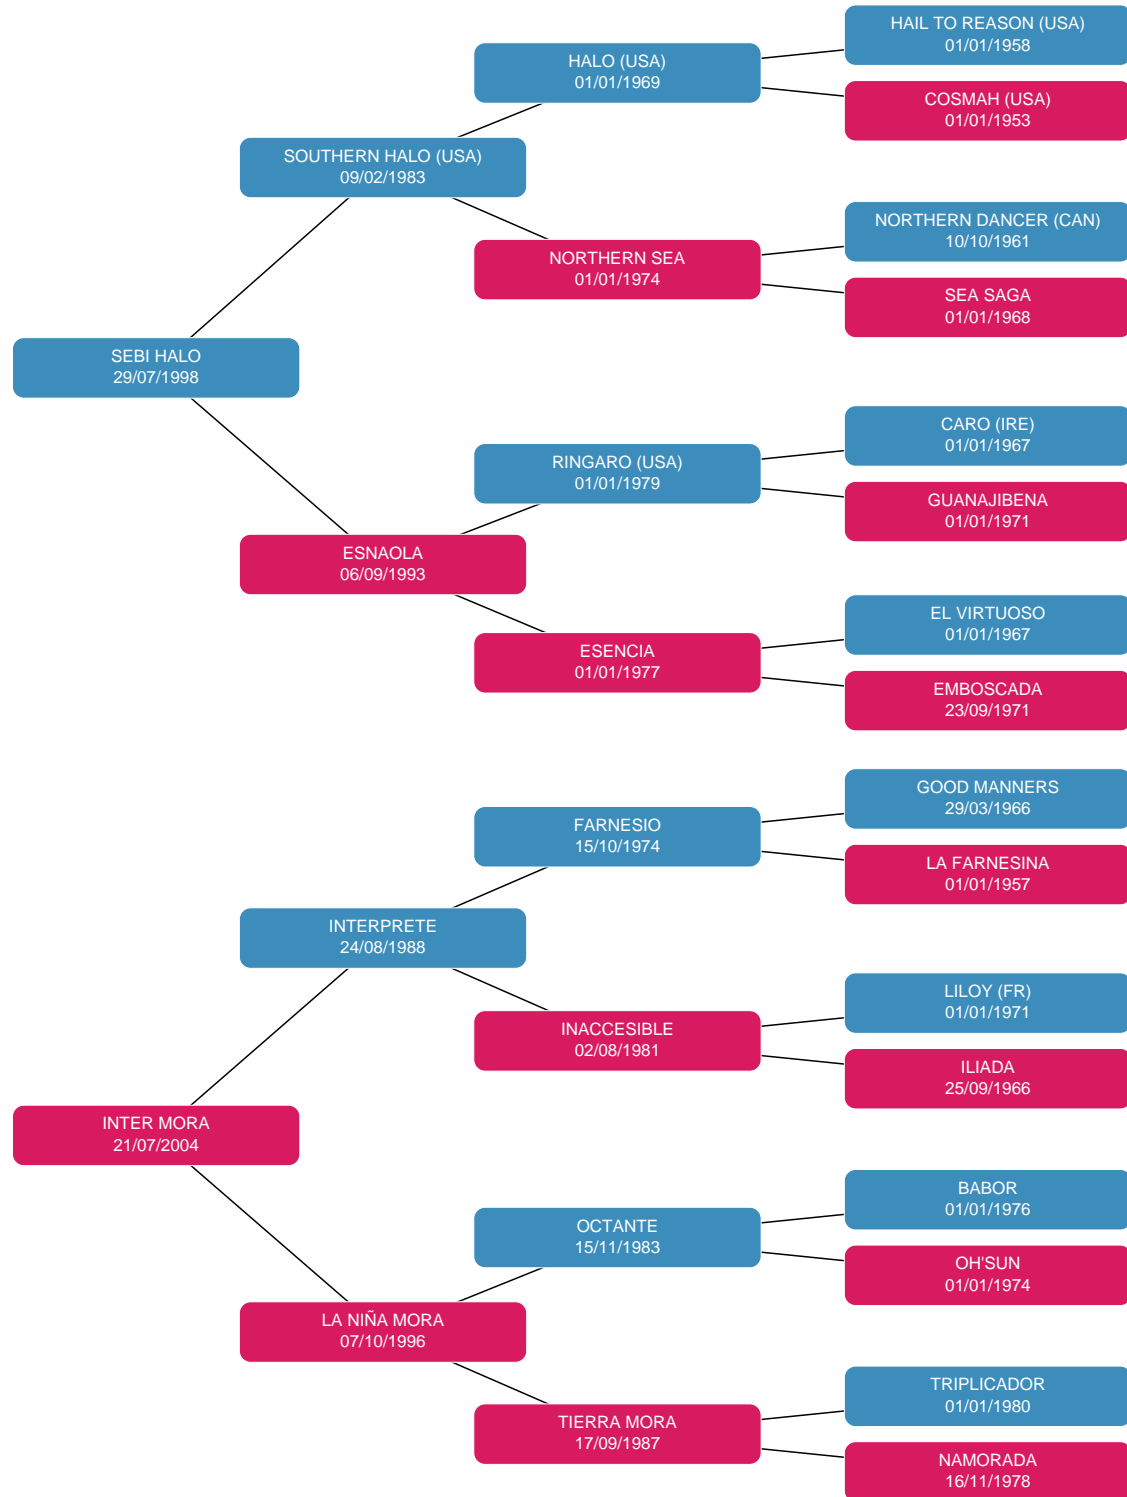 HAIL TO REASON (USA)
01/01/1958
HALO (USA)
01/01/1969
COSMAH (USA)
01/01/1953
SOUTHERN HALO (USA)
09/02/1983
NORTHERN DANCER (CAN)
10/10/1961
NORTHERN SEA
01/01/1974
SEA SAGA
01/01/1968
SEBI HALO
29/07/1998
CARO (IRE)
01/01/1967
RINGARO (USA)
01/01/1979
GUANAJIBENA
01/01/1971
ESNAOLA
06/09/1993
EL VIRTUOSO
01/01/1967
ESENCIA
01/01/1977
EMBOSCADA
23/09/1971
GOOD MANNERS
29/03/1966
FARNESIO
15/10/1974
LA FARNESINA
01/01/1957
INTERPRETE
24/08/1988
LILOY (FR)
01/01/1971
INACCESIBLE
02/08/1981
ILIADA
25/09/1966
INTER MORA
21/07/2004
BABOR
01/01/1976
OCTANTE
15/11/1983
OH'SUN
01/01/1974
LA NIÑA MORA
07/10/1996
TRIPLICADOR
01/01/1980
TIERRA MORA
17/09/1987
NAMORADA
16/11/1978